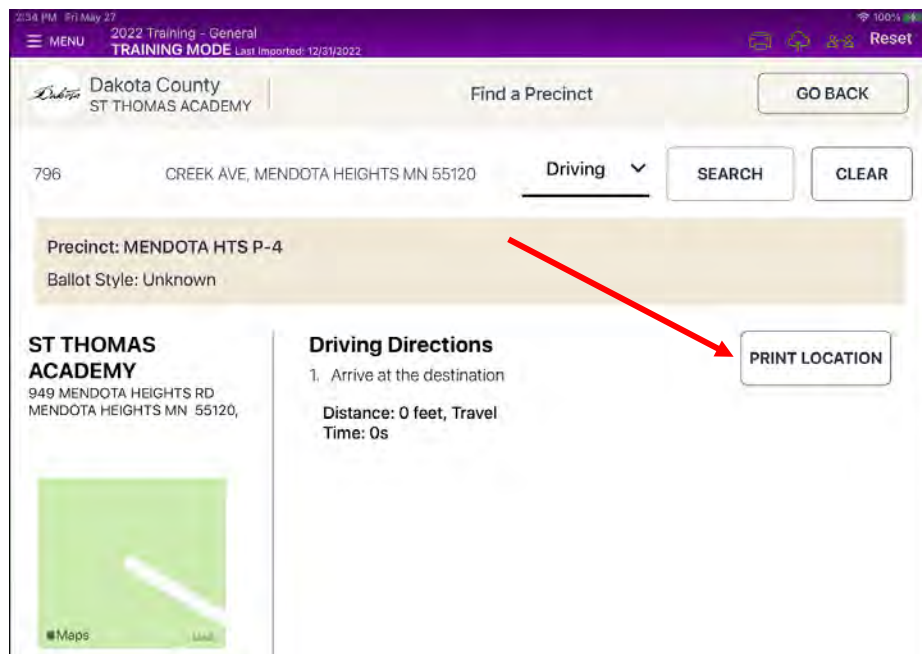 2:34 PM Fri May 27
100%
MENU
2022 Training - General
TRAINING MODE Last Imported: 12/31/2022
Reset
Dakota
Dakota County
ST THOMAS ACADEMY
Find a Precinct
GO BACK
796 CREEK AVE, MENDOTA HEIGHTS MN 55120
Driving
SEARCH
CLEAR
Precinct: MENDOTA HTS P-4
Ballot Style: Unknown
ST THOMAS
ACADEMY
949 MENDOTA HEIGHTS RD
MENDOTA HEIGHTS MN 55120,
Driving Directions
1. Arrive at the destination
Distance: 0 feet, Travel
Time: 0s
PRINT LOCATION
Maps
Legal